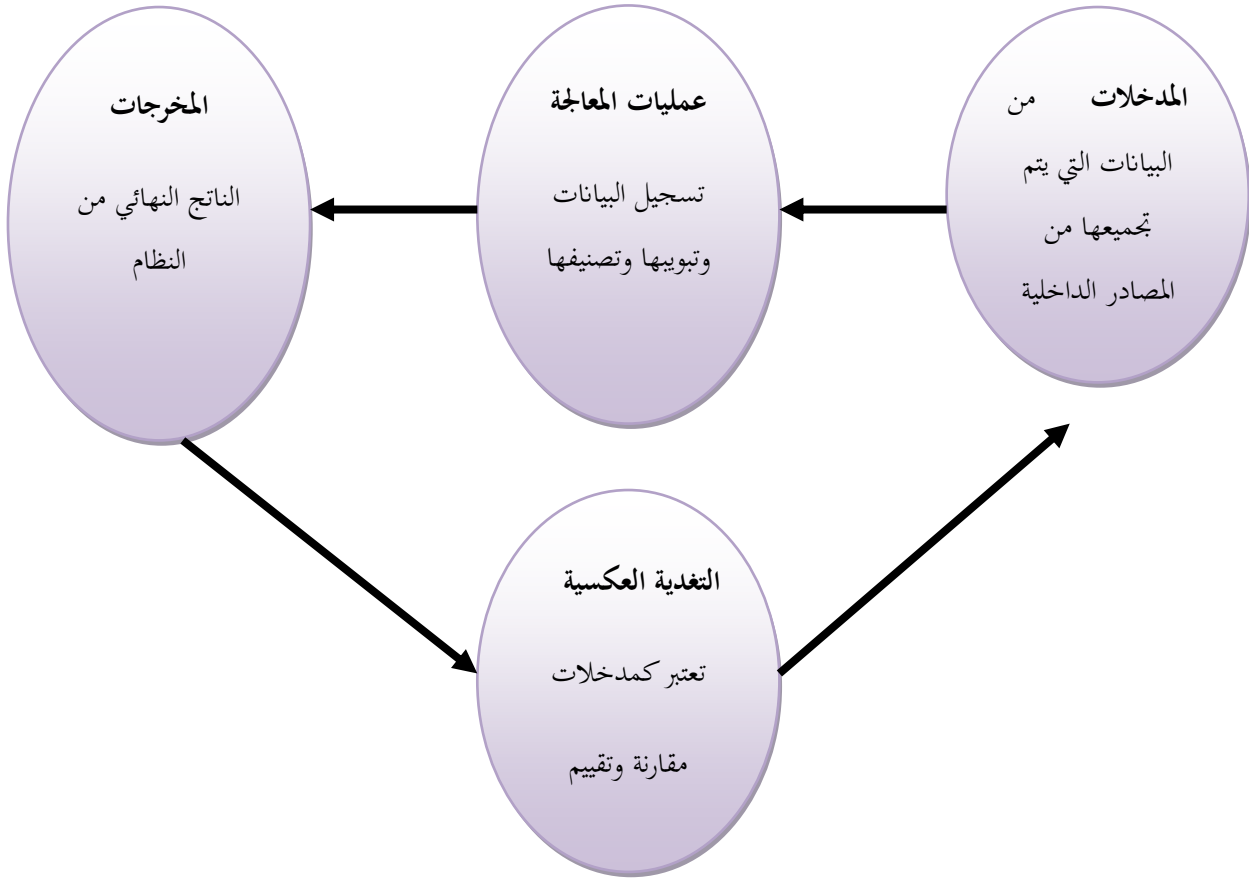 المدخلات من
البيانات التي يتم
تجميعها من
المصادر الداخلية
عمليات المعالجة
تسجيل البيانات
وتبويبها وتصنيفها
المخرجات
الناتج النهائي من
النظام
التغدية العكسية
تعتبر كمدخلات
مقارنة وتقييم